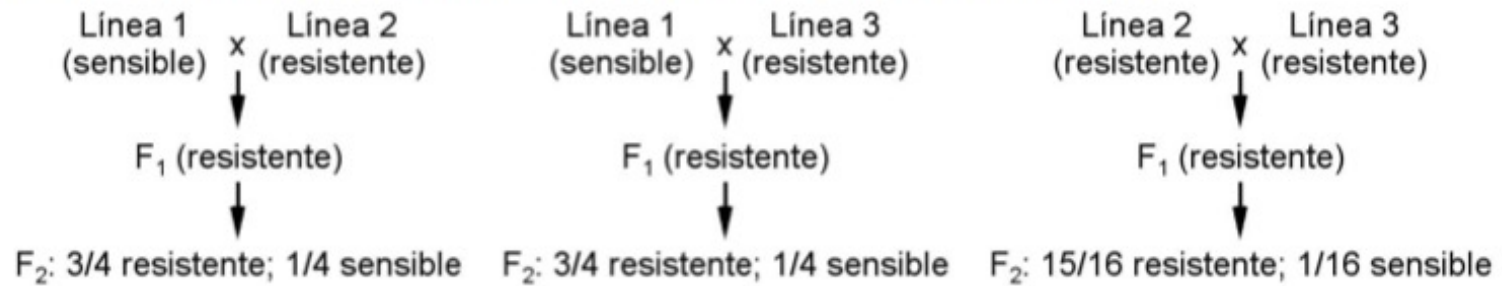 Línea 1 x Línea 2
(sensible) (resistente)
F₁ (resistente)
F₂: 3/4 resistente; 1/4 sensible
Línea 1 x Línea 3
(sensible) (resistente)
F₁ (resistente)
F₂: 3/4 resistente; 1/4 sensible
Línea 2 x Línea 3
(resistente) (resistente)
F₁ (resistente)
F₂: 15/16 resistente; 1/16 sensible